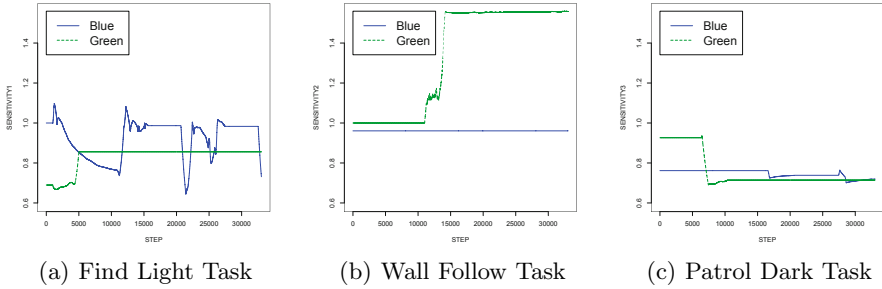 Blue
Green
SENSITIVITY1
0.6 0.8 1.0 1.2 1.4
0 5000 10000 15000 20000 25000 30000
STEP
(a) Find Light Task
Blue
Green
SENSITIVITY2
0.6 0.8 1.0 1.2 1.4
0 5000 10000 15000 20000 25000 30000
STEP
(b) Wall Follow Task
Blue
Green
SENSITIVITY3
0.6 0.8 1.0 1.2 1.4
0 5000 10000 15000 20000 25000 30000
STEP
(c) Patrol Dark Task